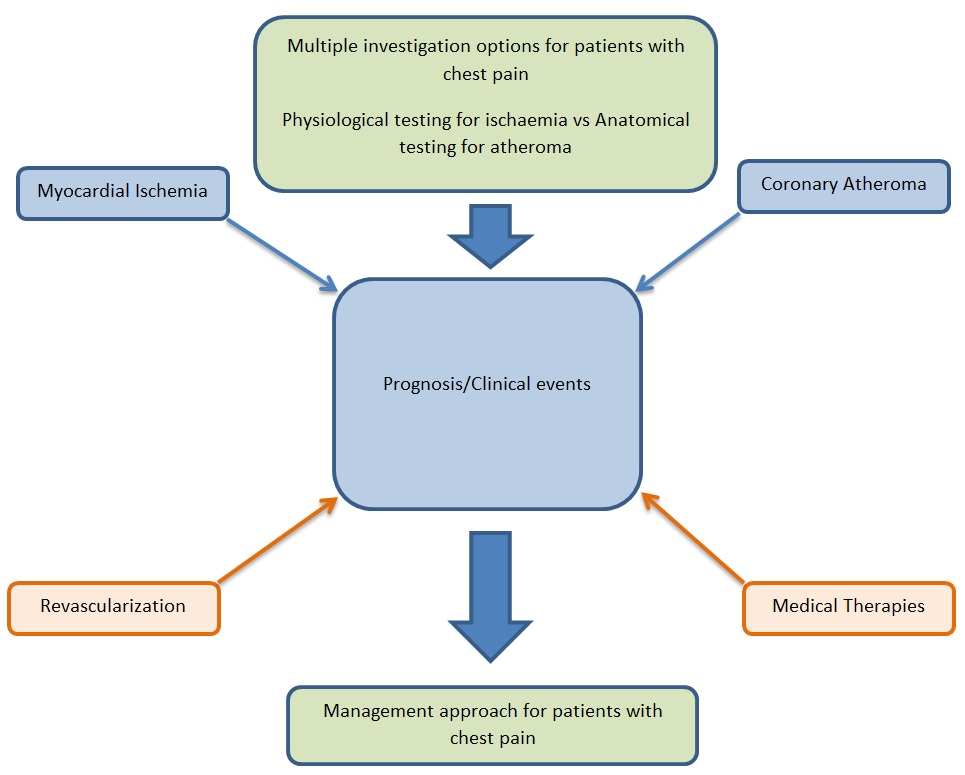 Multiple investigation options for patients with
chest pain
Physiological testing for ischaemia vs Anatomical
testing for atheroma
Myocardial Ischemia
Coronary Atheroma
Prognosis/Clinical events
Revascularization
Medical Therapies
Management approach for patients with
chest pain